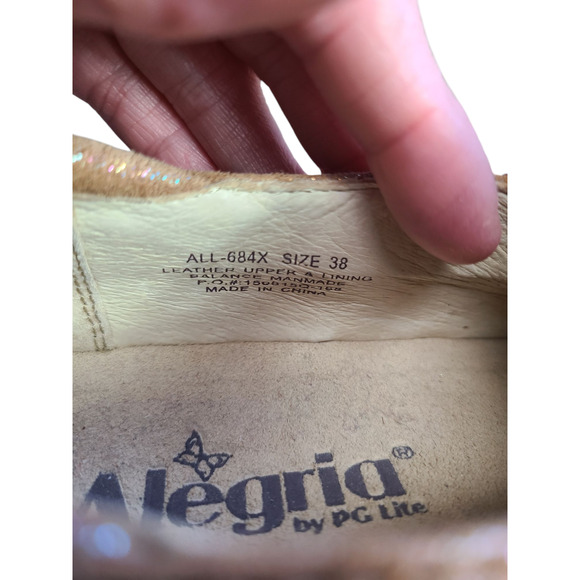 ALL-684X SIZE 38
LEATHER UPPER & LINING
BALANCE MANMADE
MADE IN CHINA
Alegria®
by PG Lite